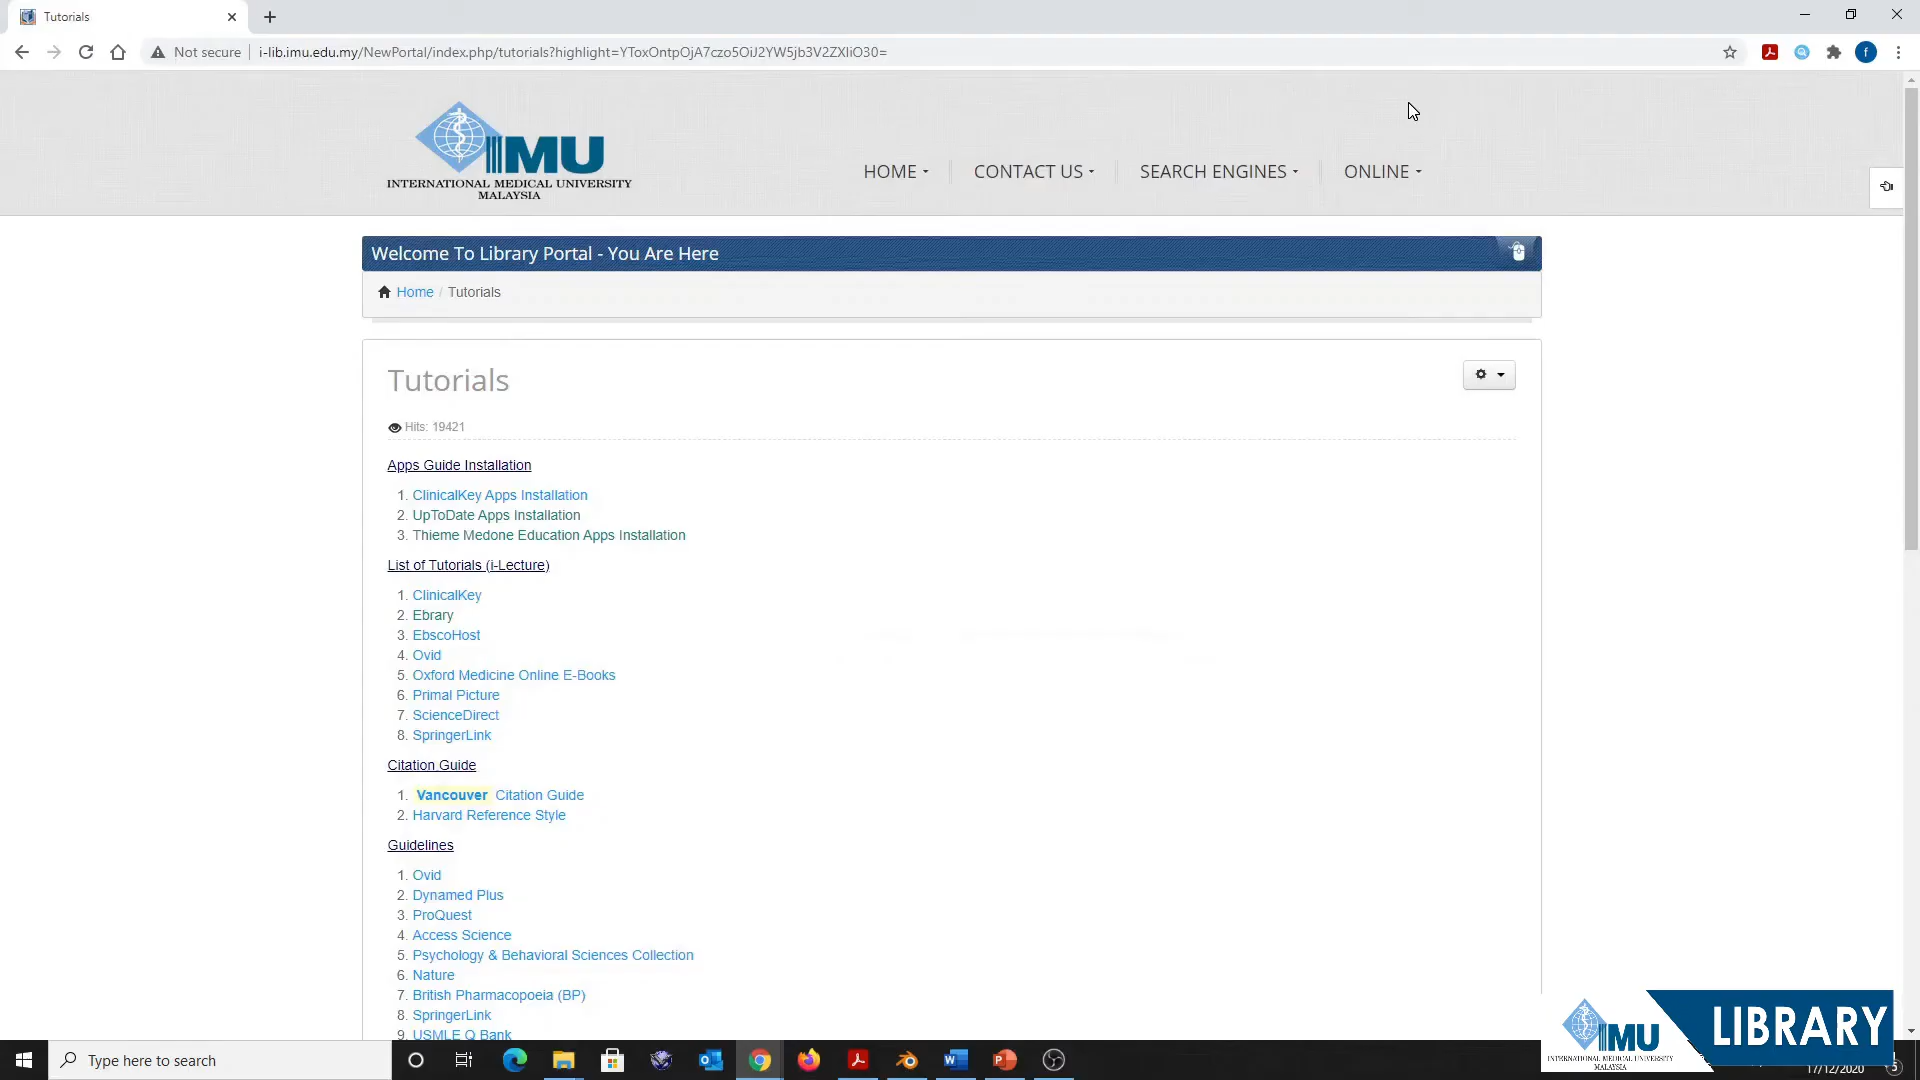 Tutorials
Not secure
i-lib.imu.edu.my/NewPortal/index.php/tutorials?highlight=YToxOntpOjA7czo5OiJ2YW5jb3V2ZXIiO30=
f
IMU
INTERNATIONAL MEDICAL UNIVERSITY
MALAYSIA
HOME
CONTACT US
SEARCH ENGINES
ONLINE
Welcome To Library Portal - You Are Here
Home / Tutorials
Tutorials
Hits: 19421
Apps Guide Installation
1. ClinicalKey Apps Installation
2. UpToDate Apps Installation
3. Thieme Medone Education Apps Installation
List of Tutorials (i-Lecture)
1. ClinicalKey
2. Ebrary
3. EbscoHost
4. Ovid
5. Oxford Medicine Online E-Books
6. Primal Picture
7. ScienceDirect
8. SpringerLink
Citation Guide
1. Vancouver Citation Guide
2. Harvard Reference Style
Guidelines
1. Ovid
2. Dynamed Plus
3. ProQuest
4. Access Science
5. Psychology & Behavioral Sciences Collection
6. Nature
7. British Pharmacopoeia (BP)
8. SpringerLink
9. USMLE Q Bank
IMU
INTERNATIONAL MEDICAL UNIVERSITY
MALAYSIA
LIBRARY
Type here to search
17/12/2020
5